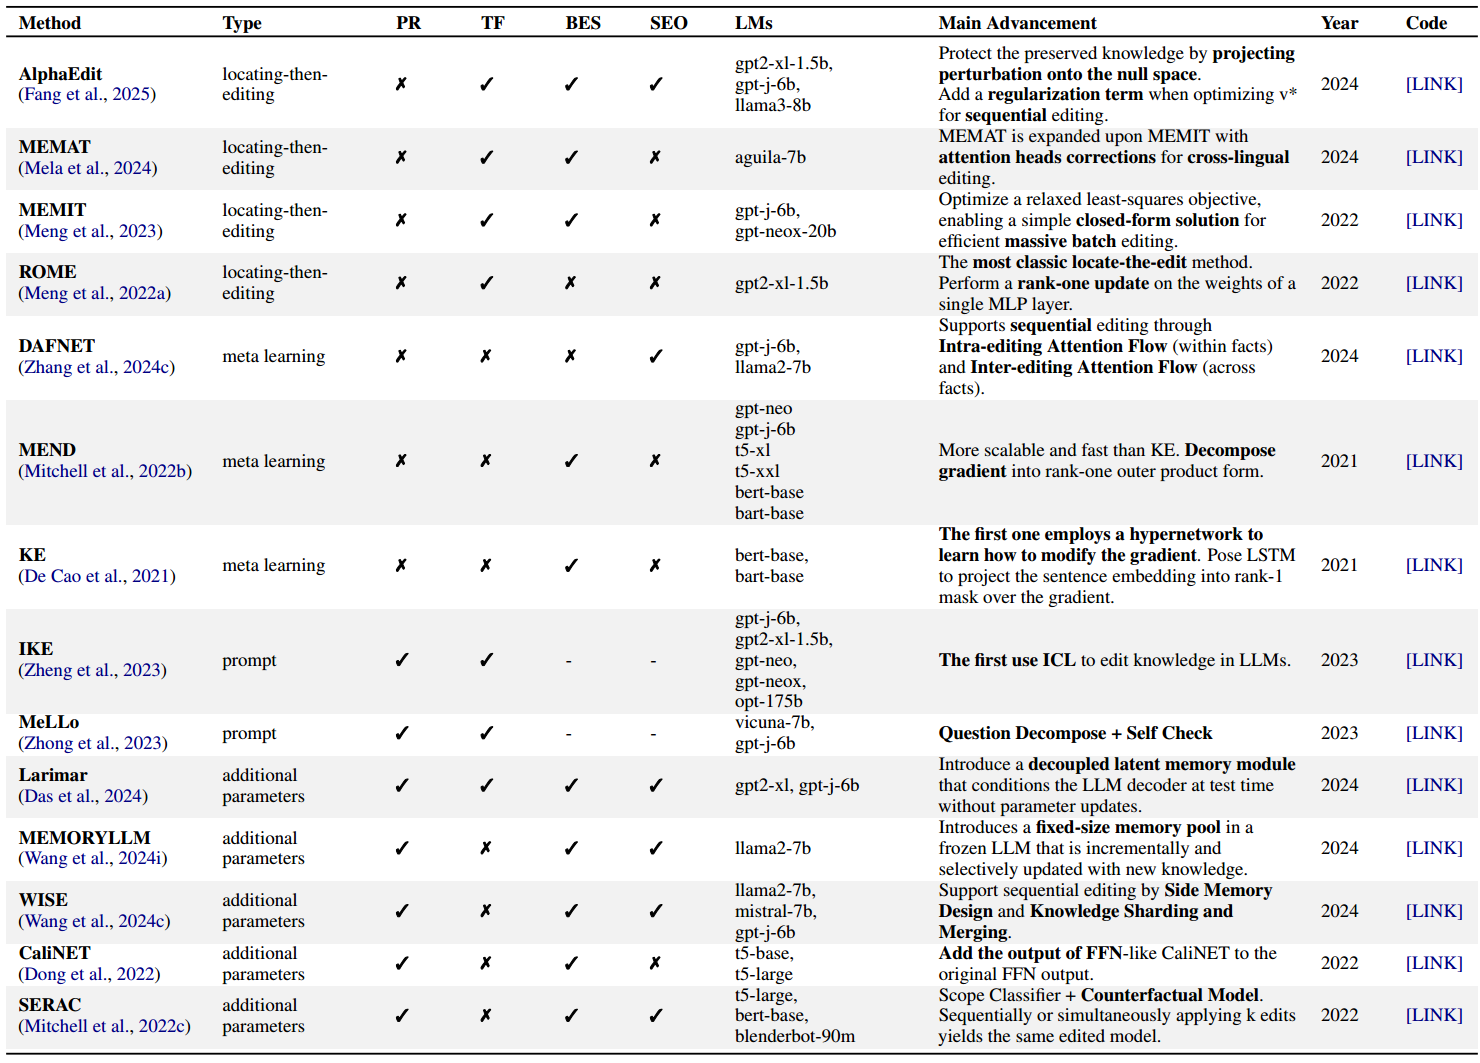 Method Type PR TF BES SEO LMs Main Advancement Year Code
AlphaEdit
(Fang et al., 2025)
locating-then-
editing
✗ ✓ ✓ ✓
gpt2-xl-1.5b,
gpt-j-6b,
llama3-8b
Protect the preserved knowledge by projecting
perturbation onto the null space.
Add a regularization term when optimizing v*
for sequential editing.
2024 [LINK]
MEMAT
(Mela et al., 2024)
locating-then-
editing
✗ ✓ ✓ ✗
aguila-7b
MEMAT is expanded upon MEMIT with
attention heads corrections for cross-lingual
editing.
2024 [LINK]
MEMIT
(Meng et al., 2023)
locating-then-
editing
✗ ✓ ✓ ✗
gpt-j-6b,
gpt-neox-20b
Optimize a relaxed least-squares objective,
enabling a simple closed-form solution for
efficient massive batch editing.
2022 [LINK]
ROME
(Meng et al., 2022a)
locating-then-
editing
✗ ✓ ✗ ✗
gpt2-xl-1.5b
The most classic locate-the-edit method.
Perform a rank-one update on the weights of a
single MLP layer.
2022 [LINK]
DAFNET
(Zhang et al., 2024c)
meta learning
✗ ✗ ✗ ✓
gpt-j-6b,
llama2-7b
Supports sequential editing through
Intra-editing Attention Flow (within facts)
and Inter-editing Attention Flow (across
facts).
2024 [LINK]
MEND
(Mitchell et al., 2022b)
meta learning
✗ ✗ ✓ ✗
gpt-neo
gpt-j-6b
t5-xl
t5-xxl
bert-base
bart-base
More scalable and fast than KE. Decompose
gradient into rank-one outer product form.
2021 [LINK]
KE
(De Cao et al., 2021)
meta learning
✗ ✗ ✓ ✗
bert-base,
bart-base
The first one employs a hypernetwork to
learn how to modify the gradient. Pose LSTM
to project the sentence embedding into rank-1
mask over the gradient.
2021 [LINK]
IKE
(Zheng et al., 2023)
prompt
✓ ✓ - -
gpt-j-6b,
gpt2-xl-1.5b,
gpt-neo,
gpt-neox,
opt-175b
The first use ICL to edit knowledge in LLMs.
2023 [LINK]
MeLLo
(Zhong et al., 2023)
prompt
✓ ✓ - -
vicuna-7b,
gpt-j-6b
Question Decompose + Self Check
2023 [LINK]
Larimar
(Das et al., 2024)
additional
parameters
✓ ✓ ✓ ✓
gpt2-xl, gpt-j-6b
Introduce a decoupled latent memory module
that conditions the LLM decoder at test time
without parameter updates.
2024 [LINK]
MEMORYLLM
(Wang et al., 2024i)
additional
parameters
✓ ✗ ✓ ✓
llama2-7b
Introduces a fixed-size memory pool in a
frozen LLM that is incrementally and
selectively updated with new knowledge.
2024 [LINK]
WISE
(Wang et al., 2024c)
additional
parameters
✓ ✗ ✓ ✓
llama2-7b,
mistral-7b,
gpt-j-6b
Support sequential editing by Side Memory
Design and Knowledge Sharding and
Merging.
2024 [LINK]
CaliNET
(Dong et al., 2022)
additional
parameters
✓ ✗ ✓ ✗
t5-base,
t5-large
Add the output of FFN-like CaliNET to the
original FFN output.
2022 [LINK]
SERAC
(Mitchell et al., 2022c)
additional
parameters
✓ ✗ ✓ ✓
t5-large,
bert-base,
blenderbot-90m
Scope Classifier + Counterfactual Model.
Sequentially or simultaneously applying k edits
yields the same edited model.
2022 [LINK]